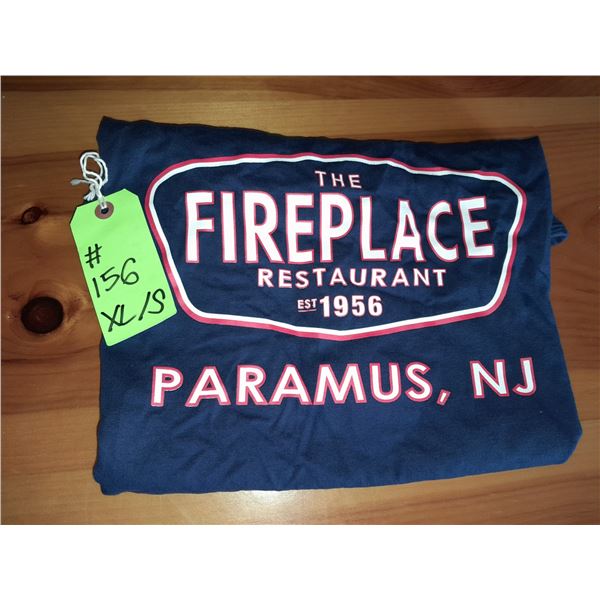 THE
FIREPLACE
RESTAURANT
EST 1956
PARAMUS, NJ
#
156
XL/S